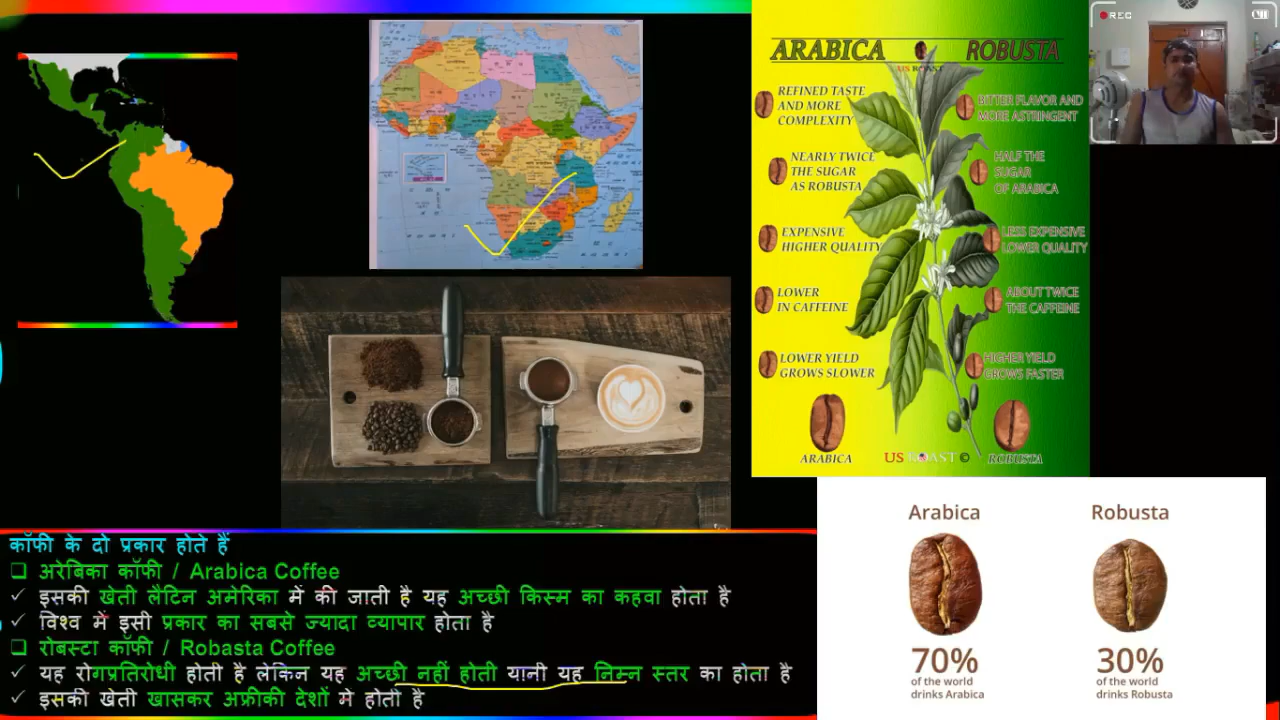 REC
ARABICA
ROBUSTA
US ROAST
REFINED TASTE
AND MORE
COMPLEXITY
BITTER FLAVOR AND
MORE ASTRINGENT
NEARLY TWICE
THE SUGAR
AS ROBUSTA
HALF THE
SUGAR
OF ARABICA
EXPENSIVE
HIGHER QUALITY
LESS EXPENSIVE
LOWER QUALITY
LOWER
IN CAFFEINE
ABOUT TWICE
THE CAFFEINE
LOWER YIELD
GROWS SLOWER
HIGHER YIELD
GROWS FASTER
ARABICA
US ROAST ©
ROBUSTA
कॉफी के दो प्रकार होते हैं
❑ अरेबिका कॉफी / Arabica Coffee
✓ इसकी खेती लैटिन अमेरिका में की जाती है यह अच्छी किस्म का कहवा होता है
✓ विश्व में इसी प्रकार का सबसे ज्यादा व्यापार होता है
❑ रोबस्टा कॉफी / Robasta Coffee
✓ यह रोगप्रतिरोधी होती है लेकिन यह अच्छी नहीं होती यानी यह निम्न स्तर का होता है
✓ इसकी खेती खासकर अफ्रीकी देशों में होती है
Arabica
70%
of the world
drinks Arabica
Robusta
30%
of the world
drinks Robusta